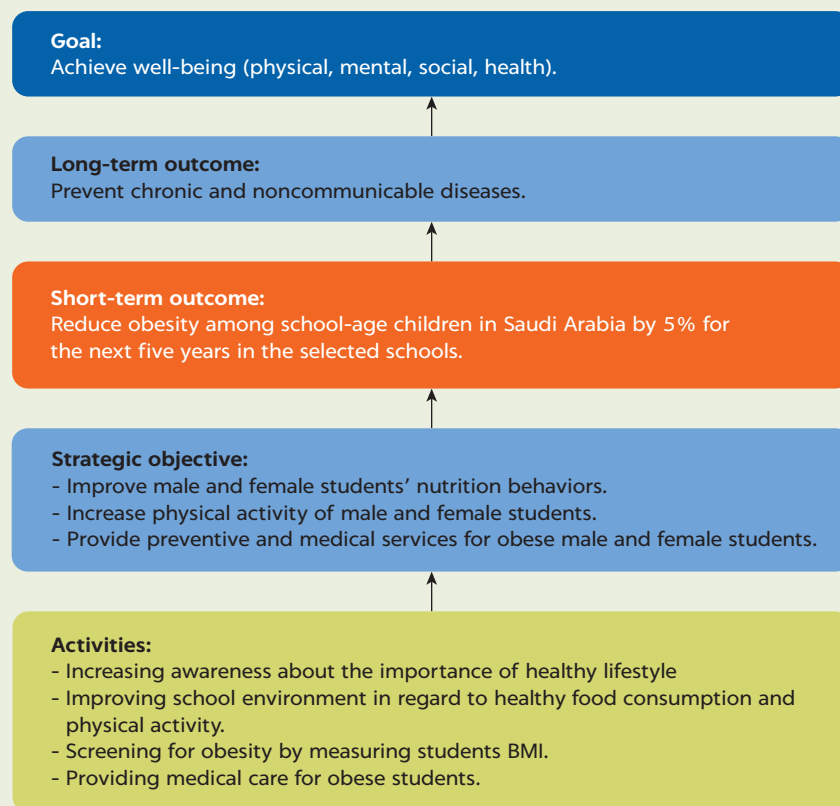 Goal:
Achieve well-being (physical, mental, social, health).
Long-term outcome:
Prevent chronic and noncommunicable diseases.
Short-term outcome:
Reduce obesity among school-age children in Saudi Arabia by 5% for
the next five years in the selected schools.
Strategic objective:
- Improve male and female students’ nutrition behaviors.
- Increase physical activity of male and female students.
- Provide preventive and medical services for obese male and female students.
Activities:
- Increasing awareness about the importance of healthy lifestyle
- Improving school environment in regard to healthy food consumption and
physical activity.
- Screening for obesity by measuring students BMI.
- Providing medical care for obese students.